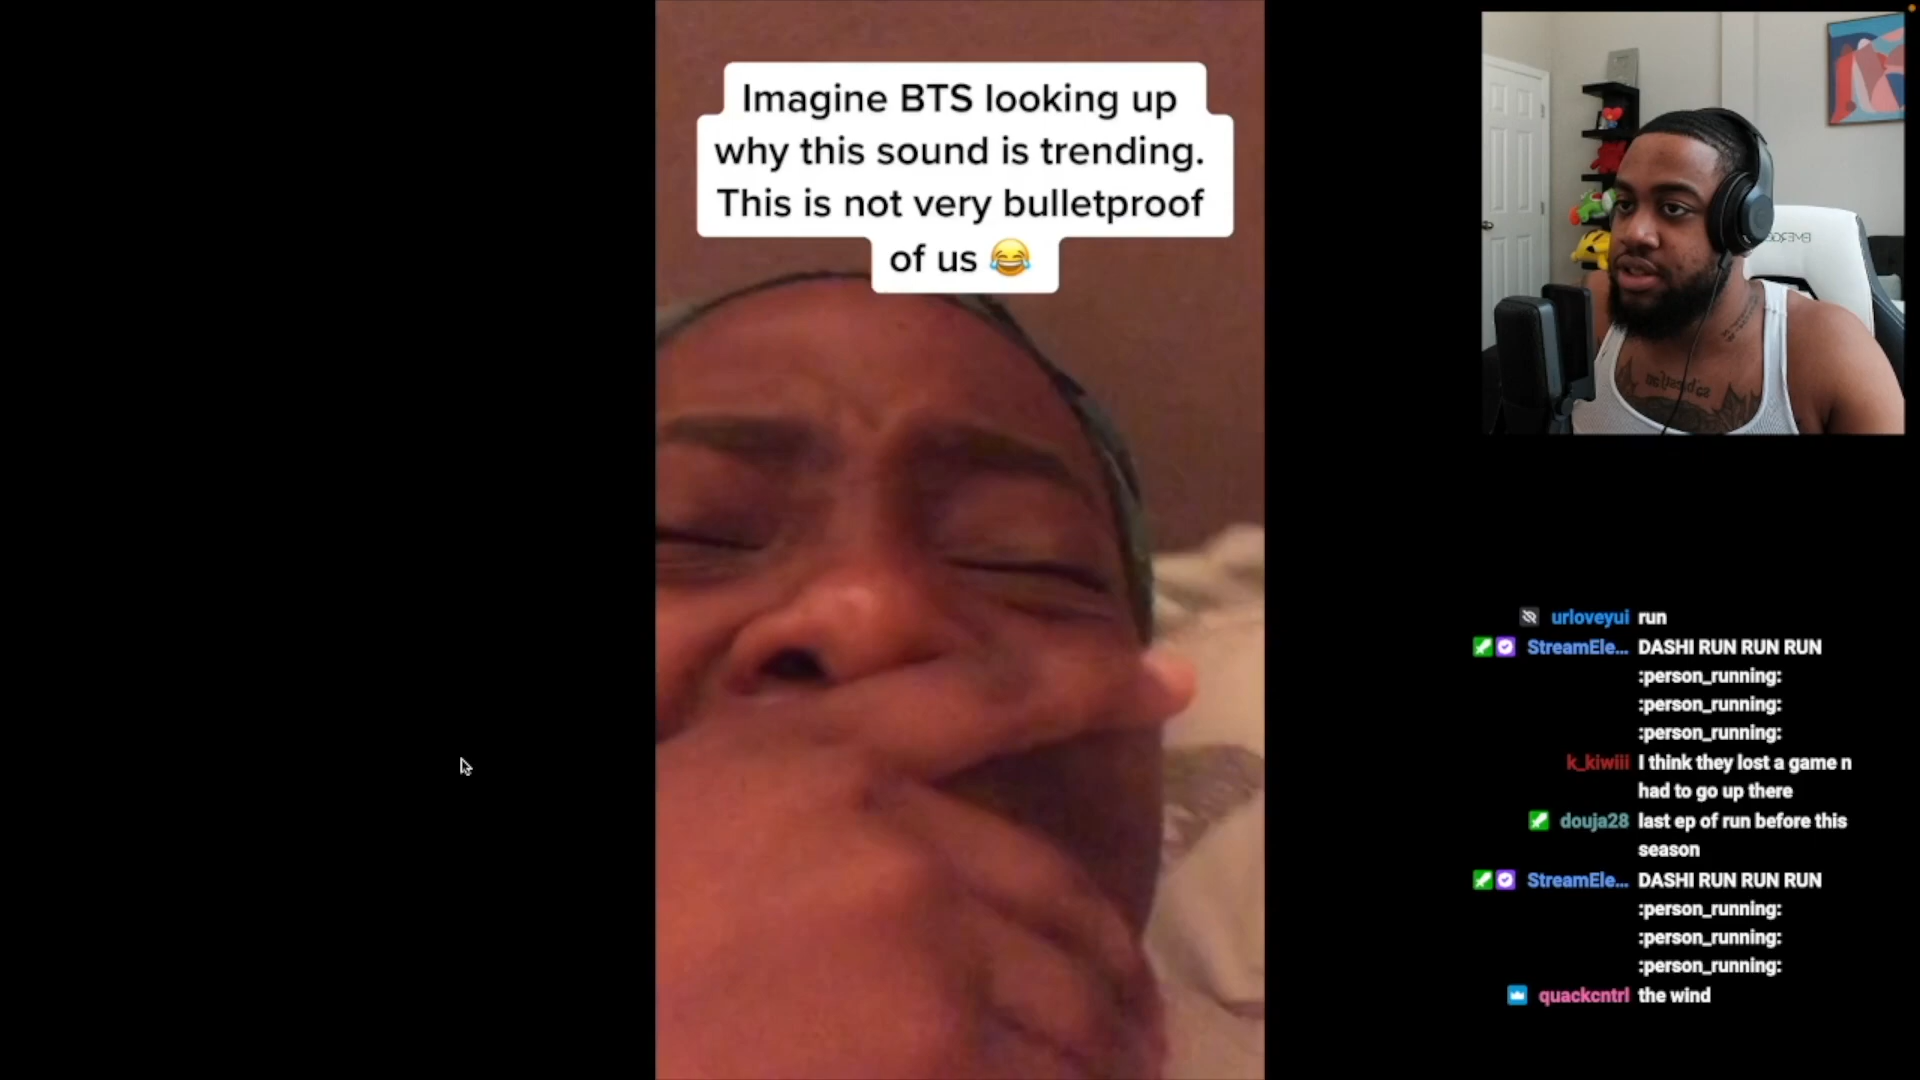 Imagine BTS looking up
why this sound is trending.
This is not very bulletproof
of us 😂
urloveyui run
StreamEle... DASHI RUN RUN RUN
:person_running:
:person_running:
:person_running:
k_kiwiii I think they lost a game n
had to go up there
douja28 last ep of run before this
season
StreamEle... DASHI RUN RUN RUN
:person_running:
:person_running:
:person_running:
quackcntrl the wind